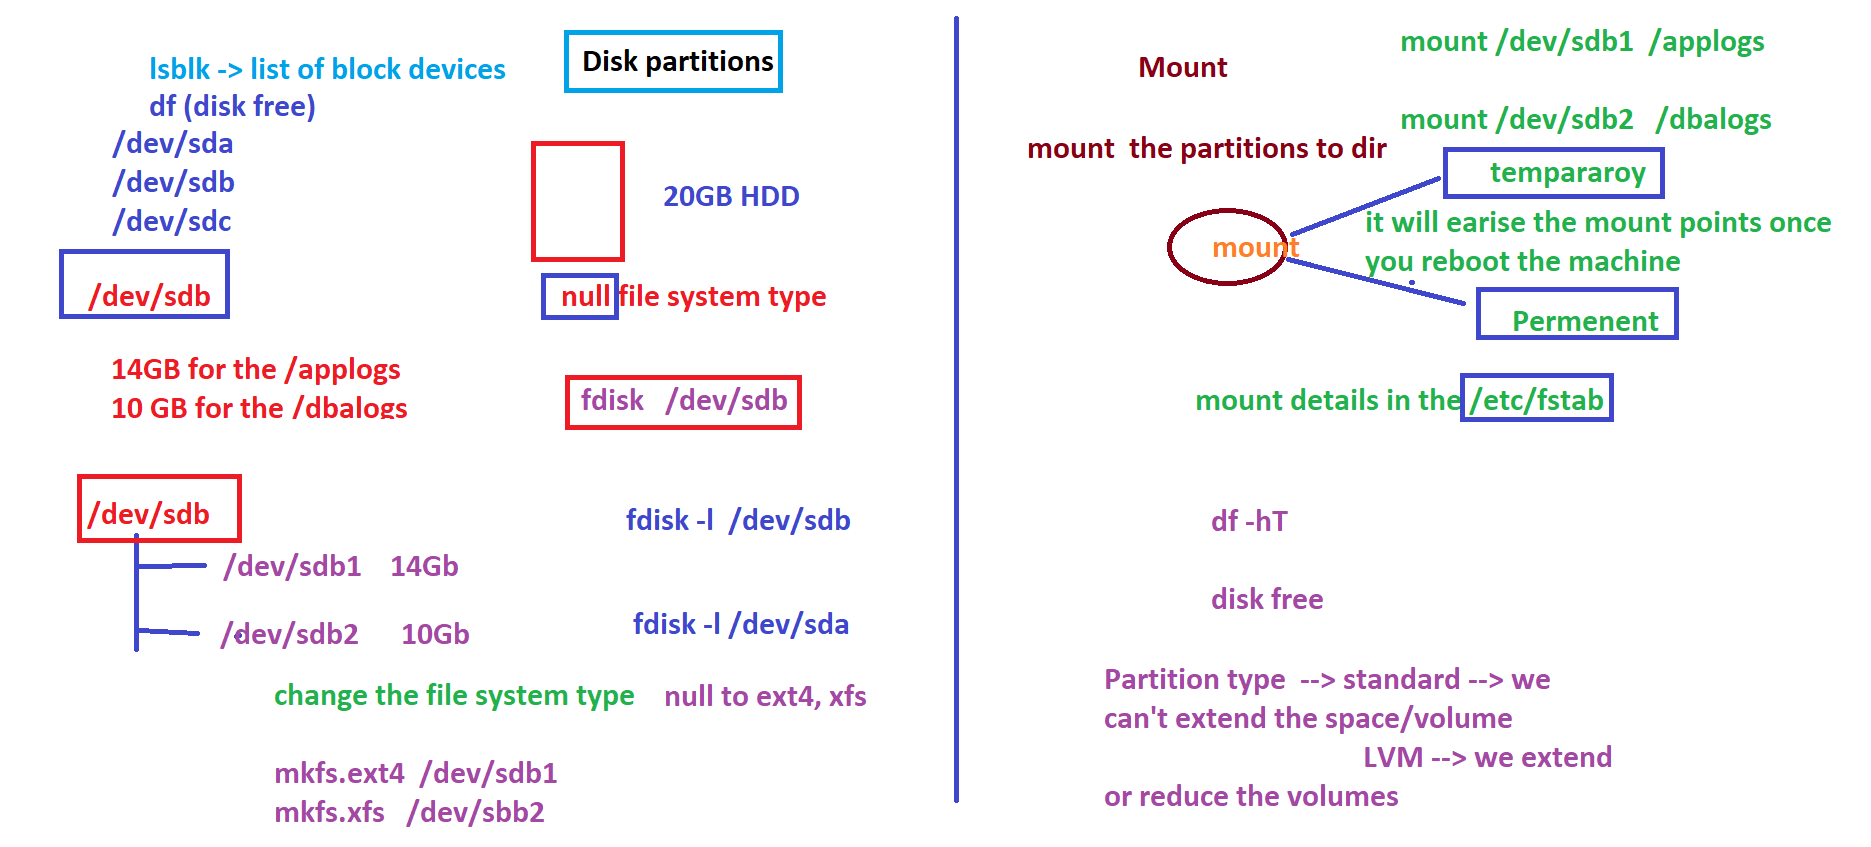 Disk partitions
lsblk -> list of block devices
df (disk free)
/dev/sda
/dev/sdb
/dev/sdc
20GB HDD
/dev/sdb
null file system type
14GB for the /applogs
10 GB for the /dbalogs
fdisk /dev/sdb
/dev/sdb
fdisk -l /dev/sdb
/dev/sdb1 14Gb
/dev/sdb2 10Gb
fdisk -l /dev/sda
change the file system type null to ext4, xfs
mkfs.ext4 /dev/sdb1
mkfs.xfs /dev/sbb2
Mount
mount /dev/sdb1 /applogs
mount /dev/sdb2 /dbalogs
mount the partitions to dir
tempararoy
mount
it will earise the mount points once
you reboot the machine
Permenent
mount details in the /etc/fstab
df -hT
disk free
Partition type --> standard --> we
can't extend the space/volume
LVM --> we extend
or reduce the volumes